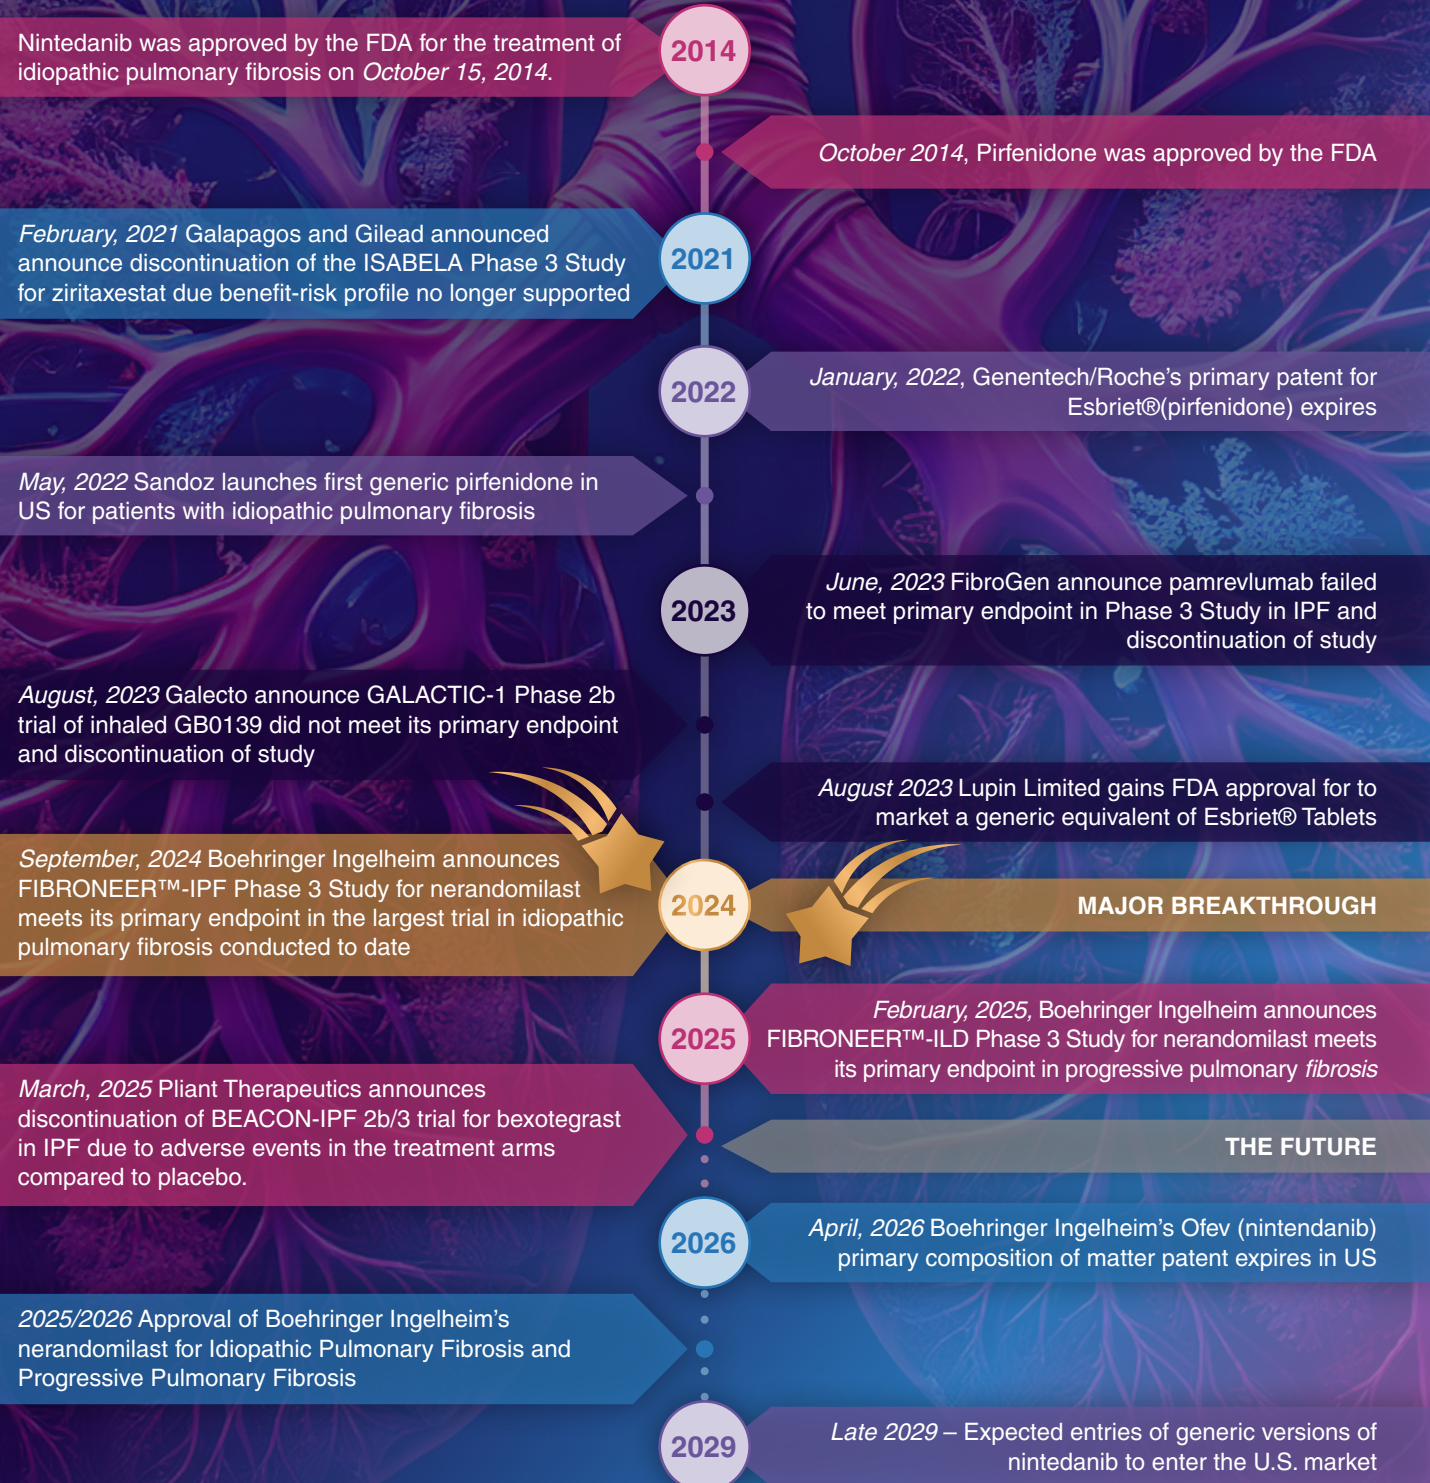 2014
Nintedanib was approved by the FDA for the treatment of
idiopathic pulmonary fibrosis on October 15, 2014.
October 2014, Pirfenidone was approved by the FDA
2021
February, 2021 Galapagos and Gilead announced
announce discontinuation of the ISABELA Phase 3 Study
for ziritaxestat due benefit-risk profile no longer supported
2022
January, 2022, Genentech/Roche’s primary patent for
Esbriet®(pirfenidone) expires
May, 2022 Sandoz launches first generic pirfenidone in
US for patients with idiopathic pulmonary fibrosis
2023
June, 2023 FibroGen announce pamrevlumab failed
to meet primary endpoint in Phase 3 Study in IPF and
discontinuation of study
August, 2023 Galecto announce GALACTIC-1 Phase 2b
trial of inhaled GB0139 did not meet its primary endpoint
and discontinuation of study
August 2023 Lupin Limited gains FDA approval for to
market a generic equivalent of Esbriet® Tablets
2024
September, 2024 Boehringer Ingelheim announces
FIBRONEER™-IPF Phase 3 Study for nerandomilast
meets its primary endpoint in the largest trial in idiopathic
pulmonary fibrosis conducted to date
MAJOR BREAKTHROUGH
2025
February, 2025, Boehringer Ingelheim announces
FIBRONEER™-ILD Phase 3 Study for nerandomilast meets
its primary endpoint in progressive pulmonary fibrosis
March, 2025 Pliant Therapeutics announces
discontinuation of BEACON-IPF 2b/3 trial for bexotegrast
in IPF due to adverse events in the treatment arms
compared to placebo.
THE FUTURE
2026
April, 2026 Boehringer Ingelheim’s Ofev (nintendanib)
primary composition of matter patent expires in US
2025/2026 Approval of Boehringer Ingelheim’s
nerandomilast for Idiopathic Pulmonary Fibrosis and
Progressive Pulmonary Fibrosis
2029
Late 2029 – Expected entries of generic versions of
nintedanib to enter the U.S. market